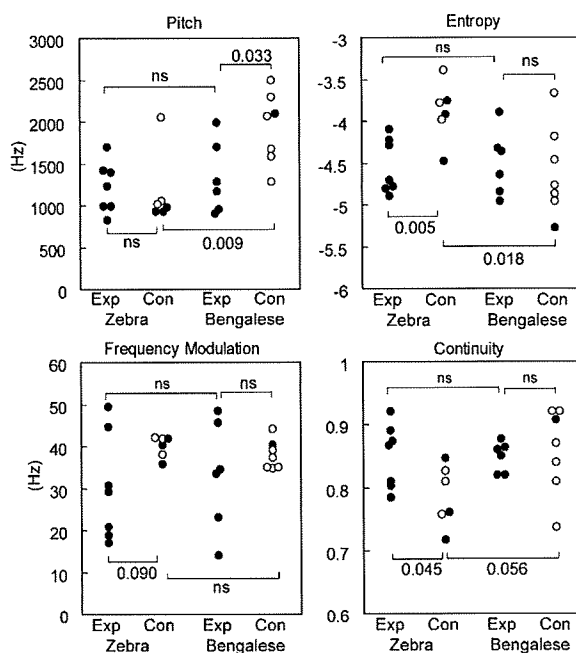 Pitch
3000
2500
2000
1500
1000
500
0
(Hz)
ns
0.033
ns
0.009
Exp Con Exp Con
Zebra Bengalese
Entropy
-3
-3.5
-4
-4.5
-5
-5.5
-6
ns
ns
0.005
0.018
Exp Con Exp Con
Zebra Bengalese
Frequency Modulation
60
50
40
30
20
10
0
(Hz)
ns
ns
0.090
ns
Exp Con Exp Con
Zebra Bengalese
Continuity
1
0.9
0.8
0.7
0.6
ns
ns
0.045
0.056
Exp Con Exp Con
Zebra Bengalese